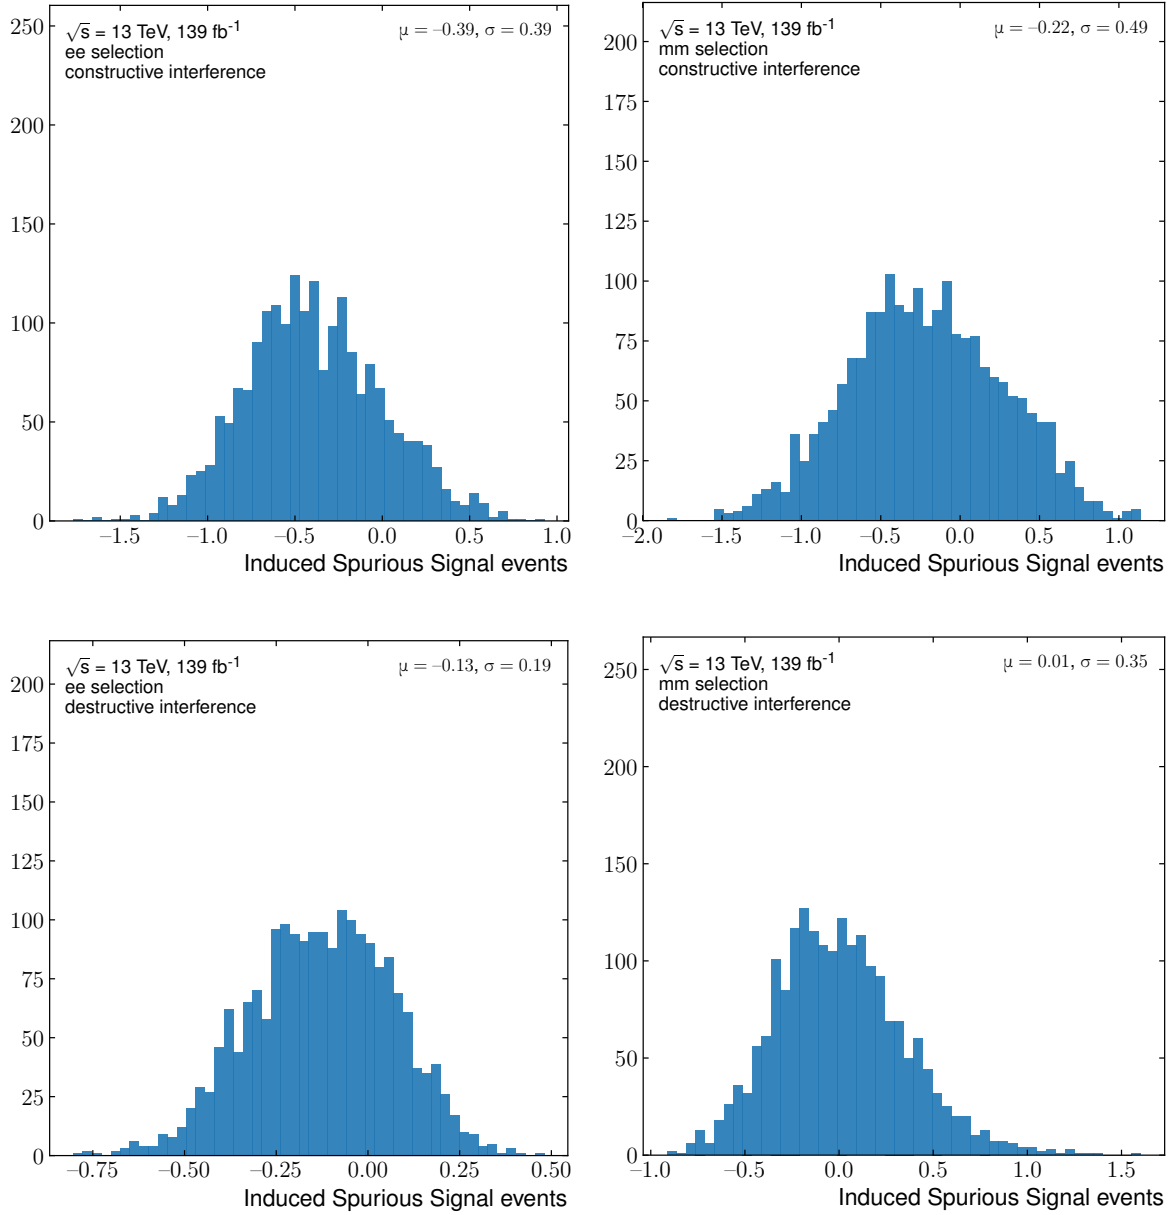 250
200
150
100
50
0
√s = 13 TeV, 139 fb⁻¹
ee selection
constructive interference
μ = −0.39, σ = 0.39
−1.5 −1.0 −0.5 0.0 0.5 1.0
Induced Spurious Signal events
200
175
150
125
100
75
50
25
0
√s = 13 TeV, 139 fb⁻¹
mm selection
constructive interference
μ = −0.22, σ = 0.49
−2.0 −1.5 −1.0 −0.5 0.0 0.5 1.0
Induced Spurious Signal events
200
175
150
125
100
75
50
25
0
√s = 13 TeV, 139 fb⁻¹
ee selection
destructive interference
μ = −0.13, σ = 0.19
−0.75 −0.50 −0.25 0.00 0.25 0.50
Induced Spurious Signal events
250
200
150
100
50
0
√s = 13 TeV, 139 fb⁻¹
mm selection
destructive interference
μ = 0.01, σ = 0.35
−1.0 −0.5 0.0 0.5 1.0 1.5
Induced Spurious Signal events